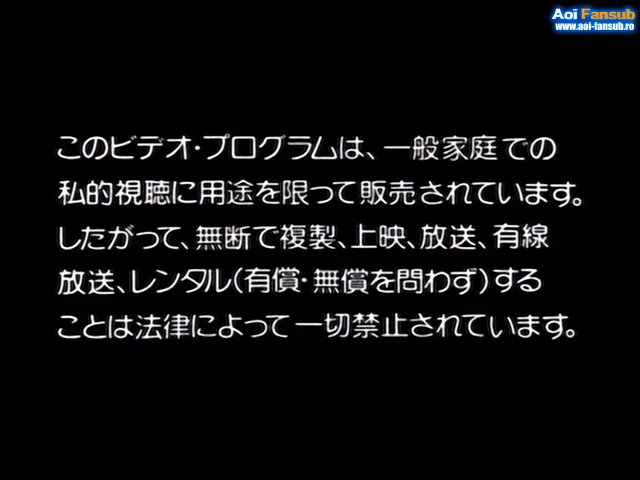 Aoi Fansub
www.aoi-fansub.ro
このビデオ・プログラムは、一般家庭での
私的視聴に用途を限って販売されています。
したがって、無断で複製、上映、放送、有線
放送、レンタル(有償・無償を問わず)する
ことは法律によって一切禁止されています。